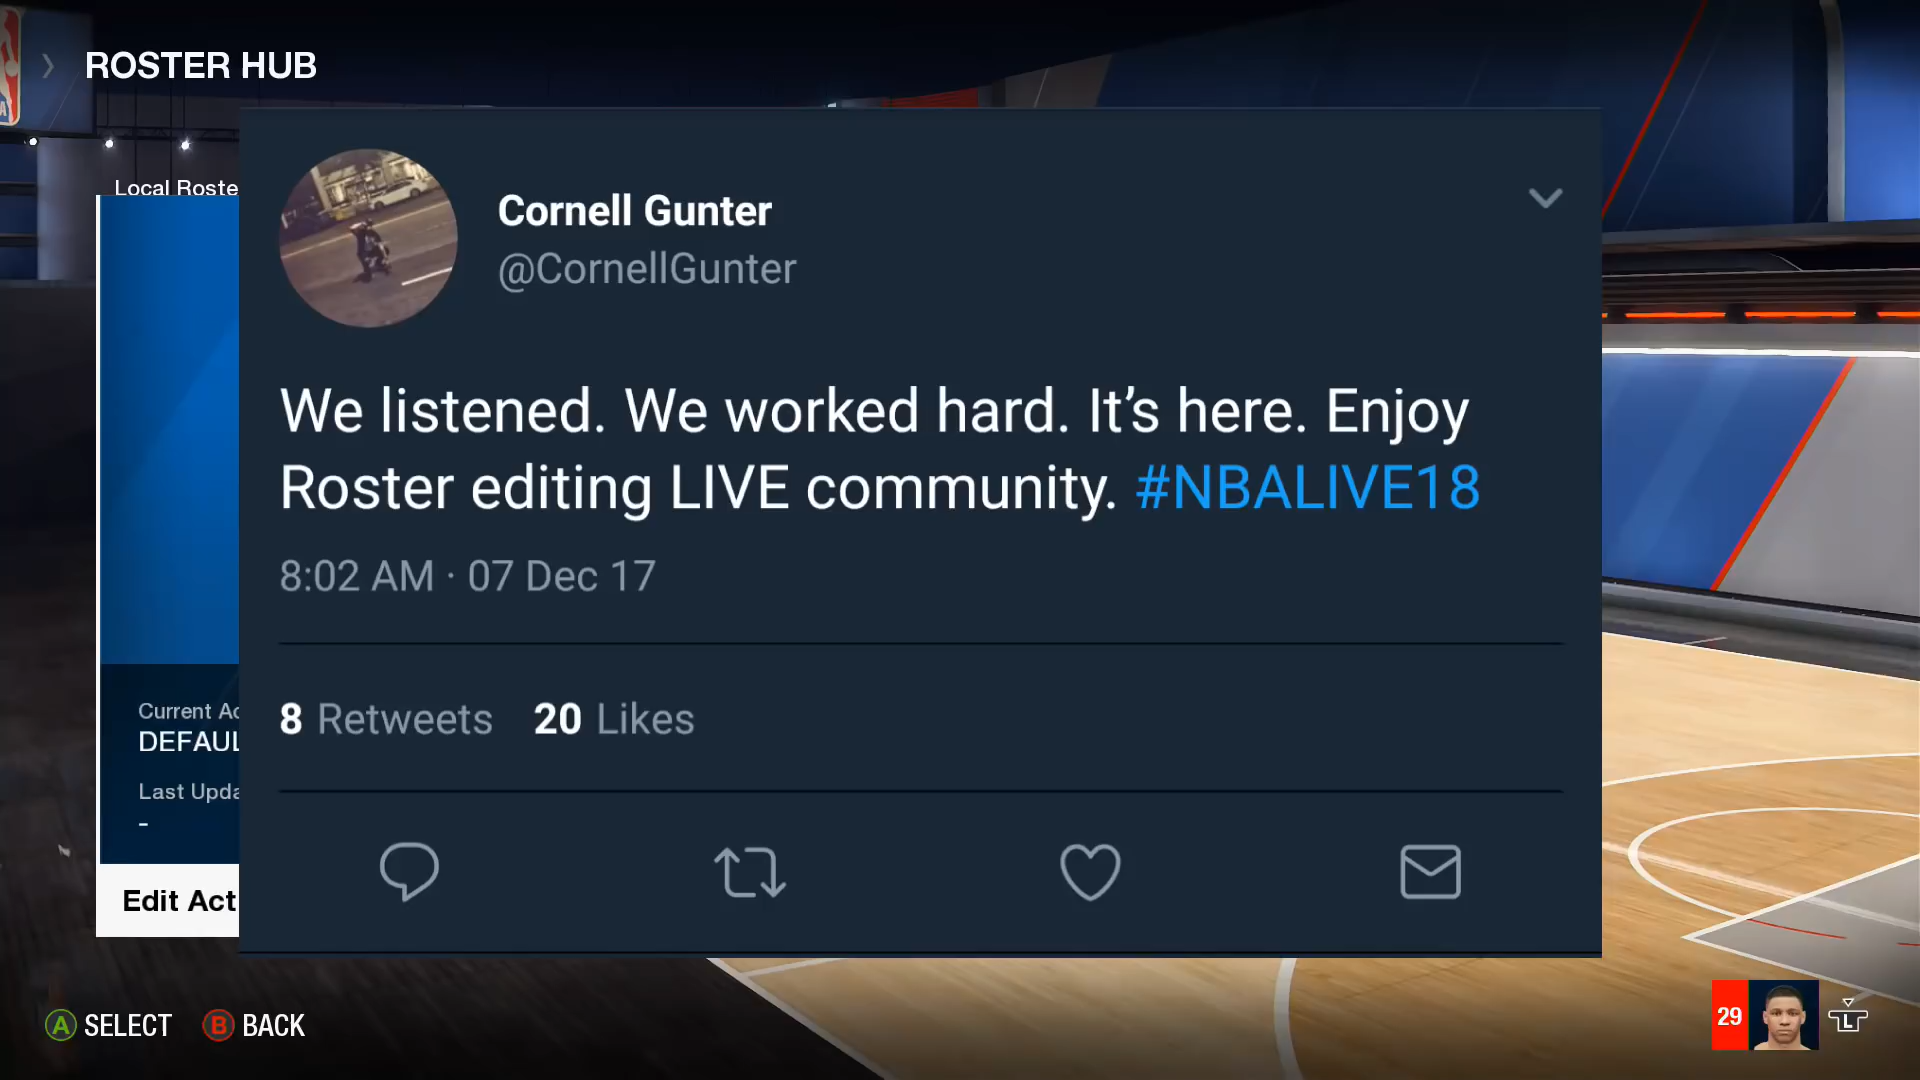 ROSTER HUB
Local Roste
Cornell Gunter
@CornellGunter
We listened. We worked hard. It’s here. Enjoy
Roster editing LIVE community. #NBALIVE18
8:02 AM · 07 Dec 17
8 Retweets 20 Likes
Current Ac
DEFAUL
Last Upda
-
Edit Act
A SELECT B BACK
29
L